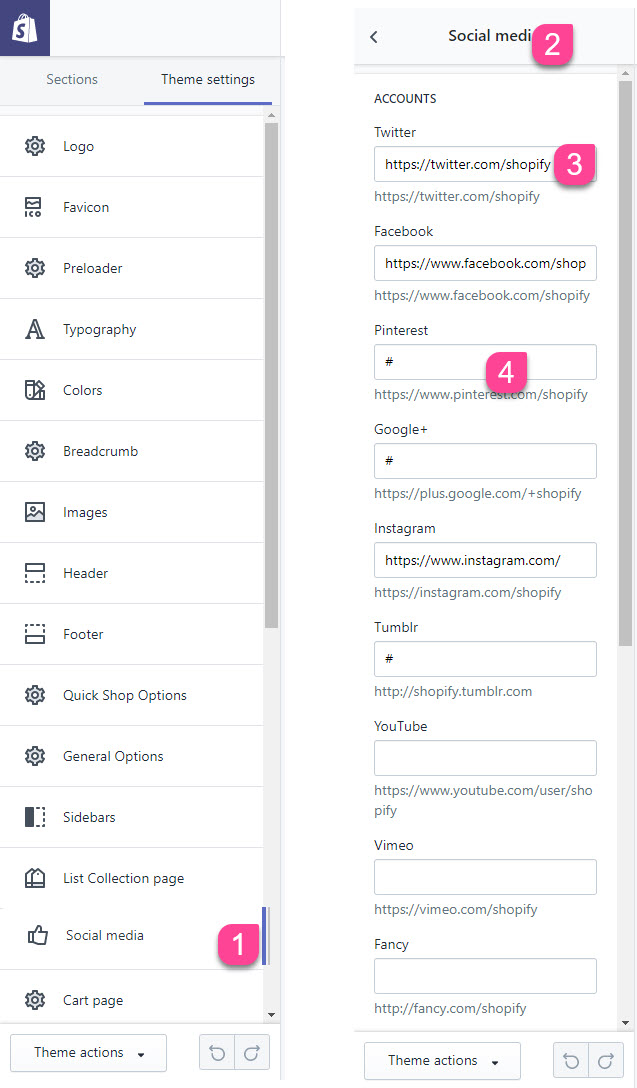 Sections Theme settings
Logo
ICO
Favicon
Preloader
Typography
Colors
Breadcrumb
Images
Header
Footer
Quick Shop Options
General Options
Sidebars
List Collection page
Social media
1
Cart page
Theme actions
Social medi
2
ACCOUNTS
Twitter
https://twitter.com/shopify
3
https://twitter.com/shopify
Facebook
https://www.facebook.com/shop
https://www.facebook.com/shopify
Pinterest
#
4
https://www.pinterest.com/shopify
Google+
#
https://plus.google.com/+shopify
Instagram
https://www.instagram.com/
https://instagram.com/shopify
Tumblr
#
http://shopify.tumblr.com
YouTube
https://www.youtube.com/user/sho
pify
Vimeo
https://vimeo.com/shopify
Fancy
http://fancy.com/shopify
Theme actions